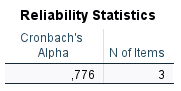 Reliability Statistics
Cronbach's
Alpha N of Items
,776 3